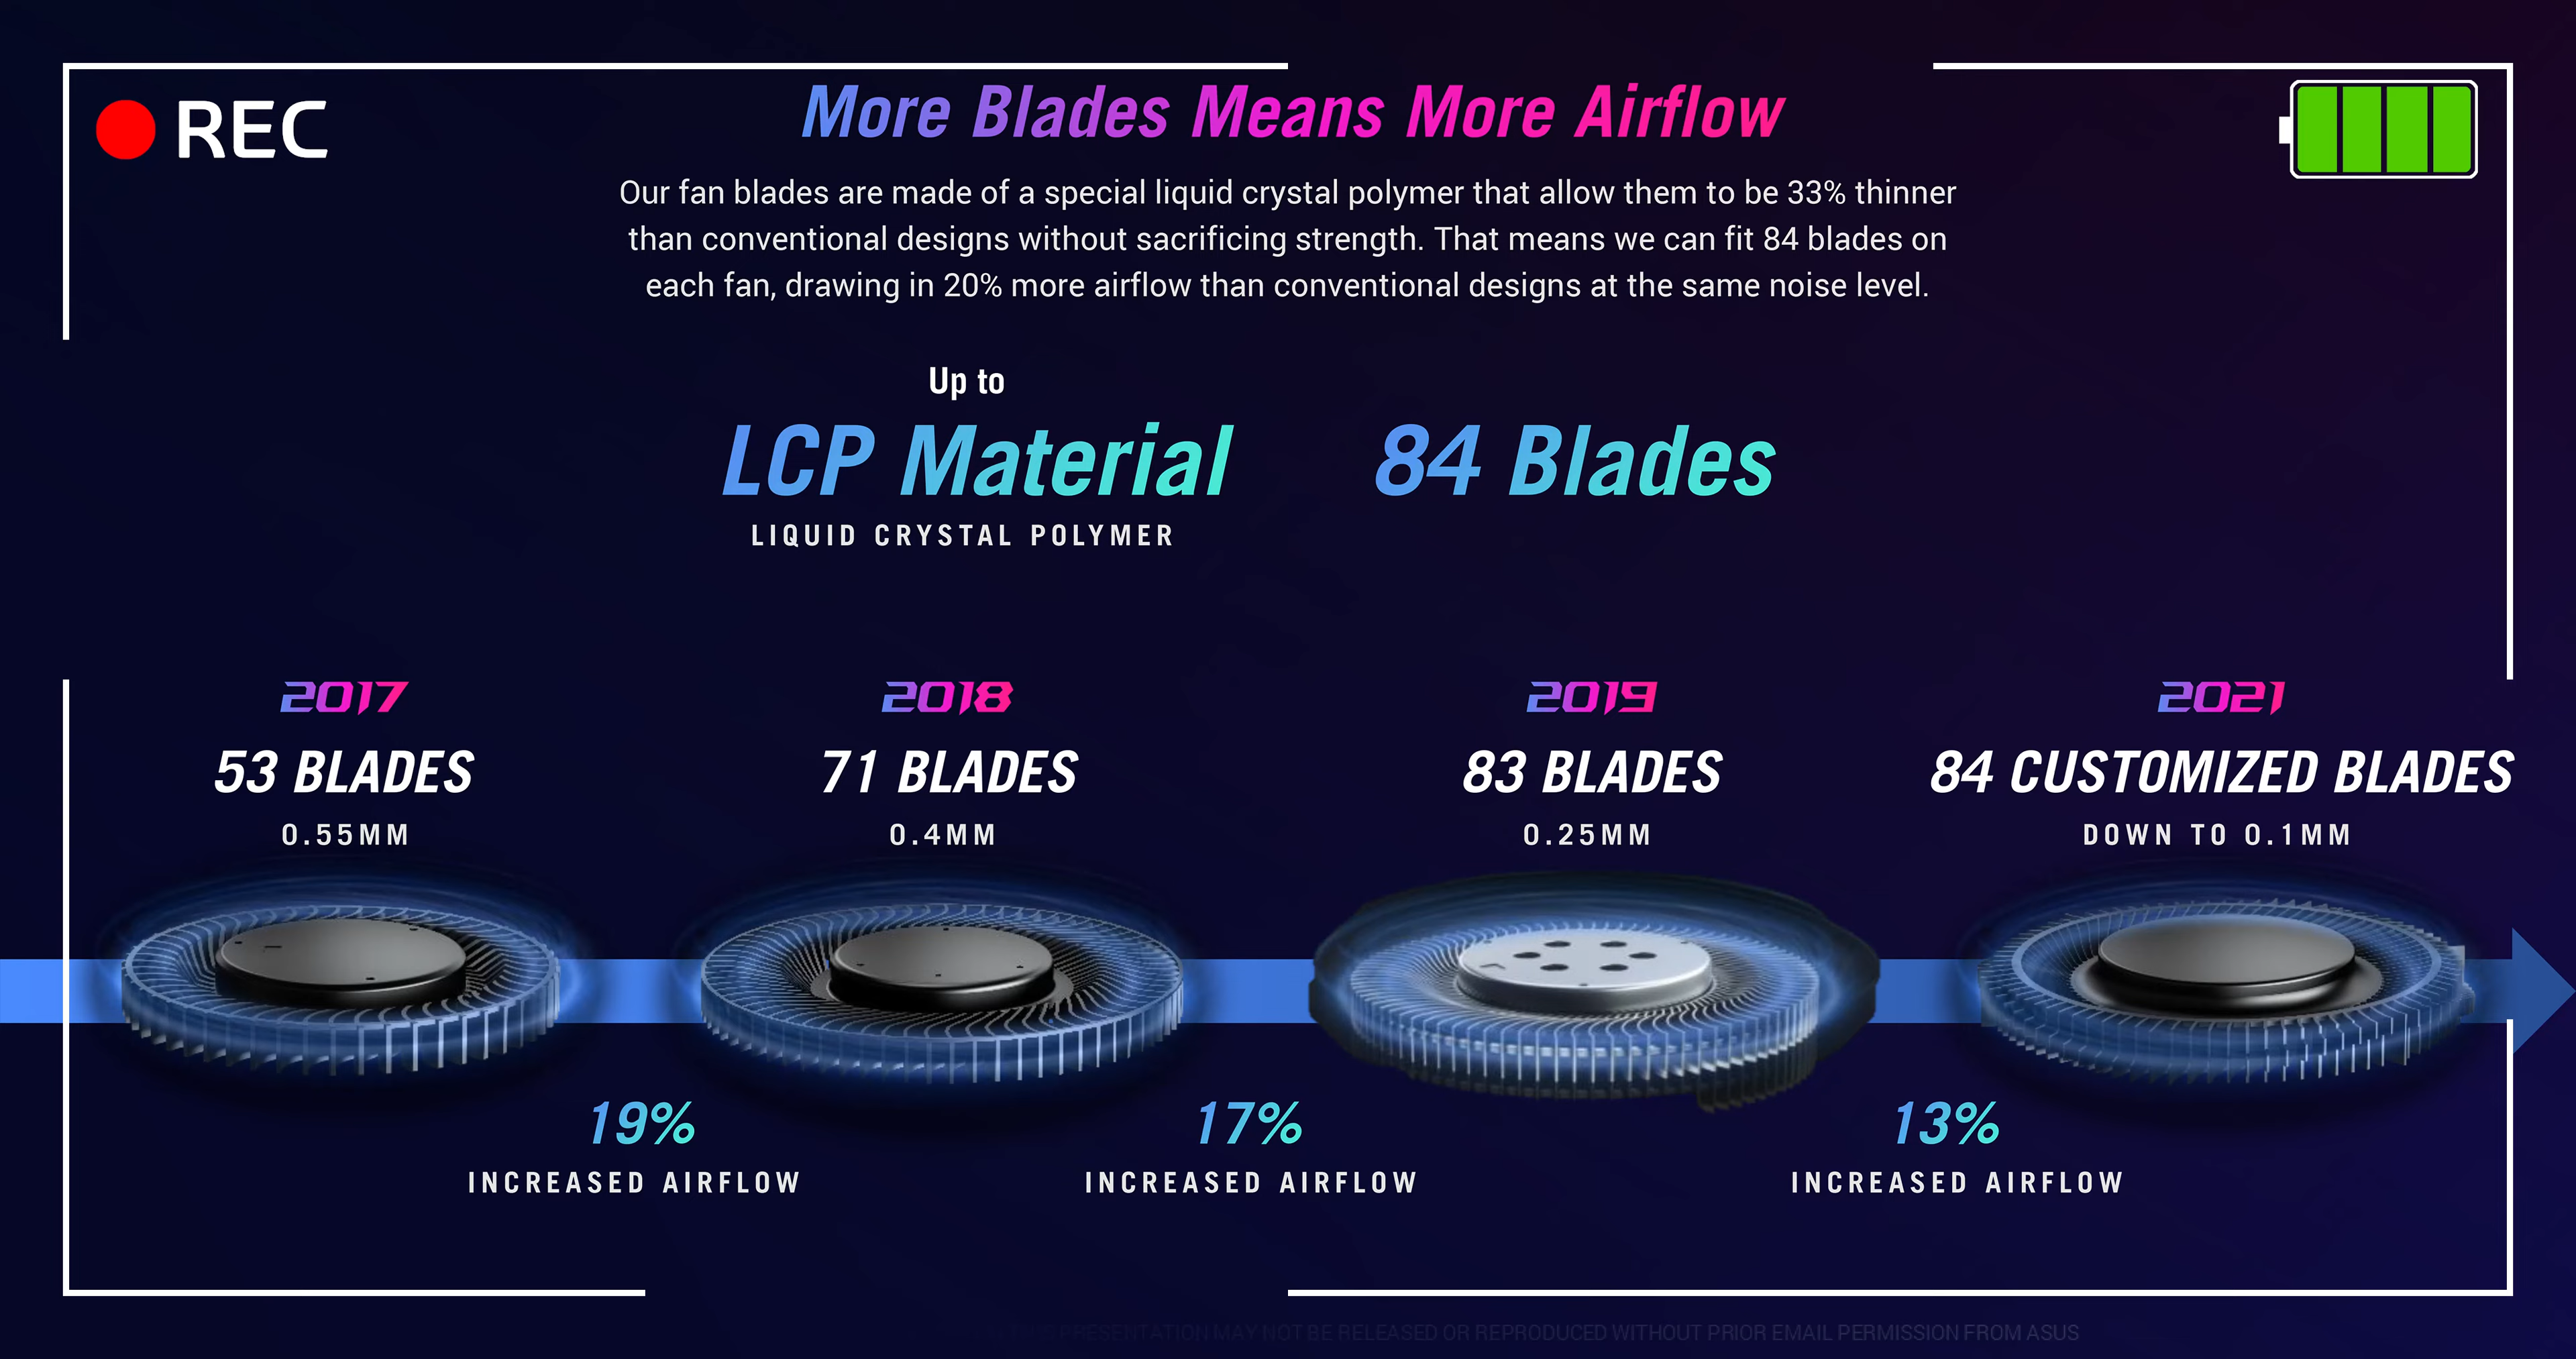 REC
More Blades Means More Airflow
Our fan blades are made of a special liquid crystal polymer that allow them to be 33% thinner
than conventional designs without sacrificing strength. That means we can fit 84 blades on
each fan, drawing in 20% more airflow than conventional designs at the same noise level.
Up to
LCP Material
84 Blades
LIQUID CRYSTAL POLYMER
2017
2018
2019
2021
53 BLADES
71 BLADES
83 BLADES
84 CUSTOMIZED BLADES
0.55MM
0.4MM
0.25MM
DOWN TO 0.1MM
19%
17%
13%
INCREASED AIRFLOW
INCREASED AIRFLOW
INCREASED AIRFLOW
PRESENTATION MAY NOT BE RELEASED OR REPRODUCED WITHOUT PRIOR EMAIL PERMISSION FROM ASUS